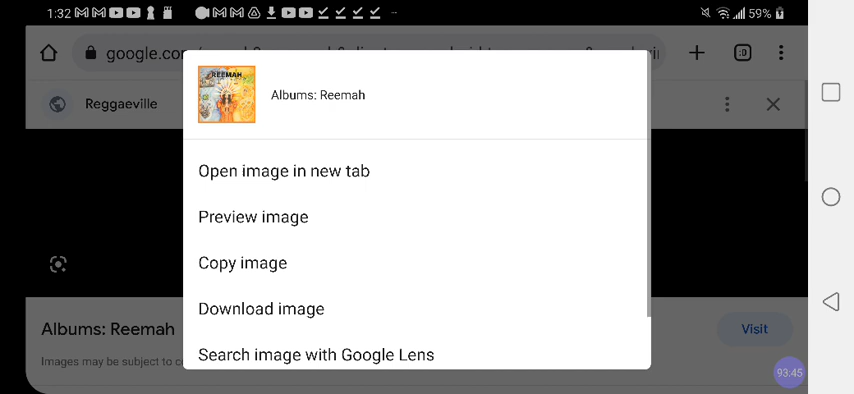 1:32
59%
google.co
:D
Reggaeville
REEMAH
Albums: Reemah
Open image in new tab
Preview image
Copy image
Download image
Search image with Google Lens
Albums: Reemah
Visit
Images may be subject to
93:45